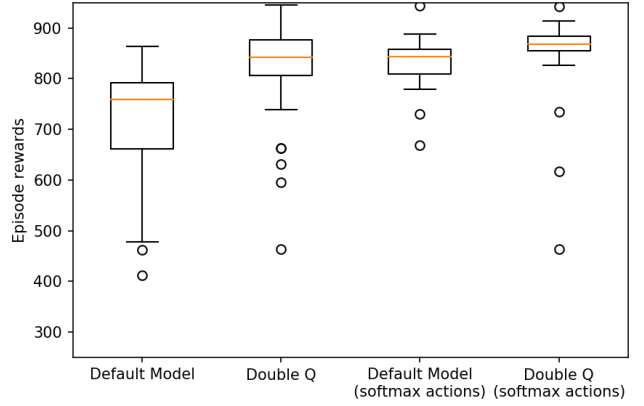 900
800
700
600
500
400
300
Episode rewards
Default Model
Double Q
Default Model
(softmax actions)
Double Q
(softmax actions)